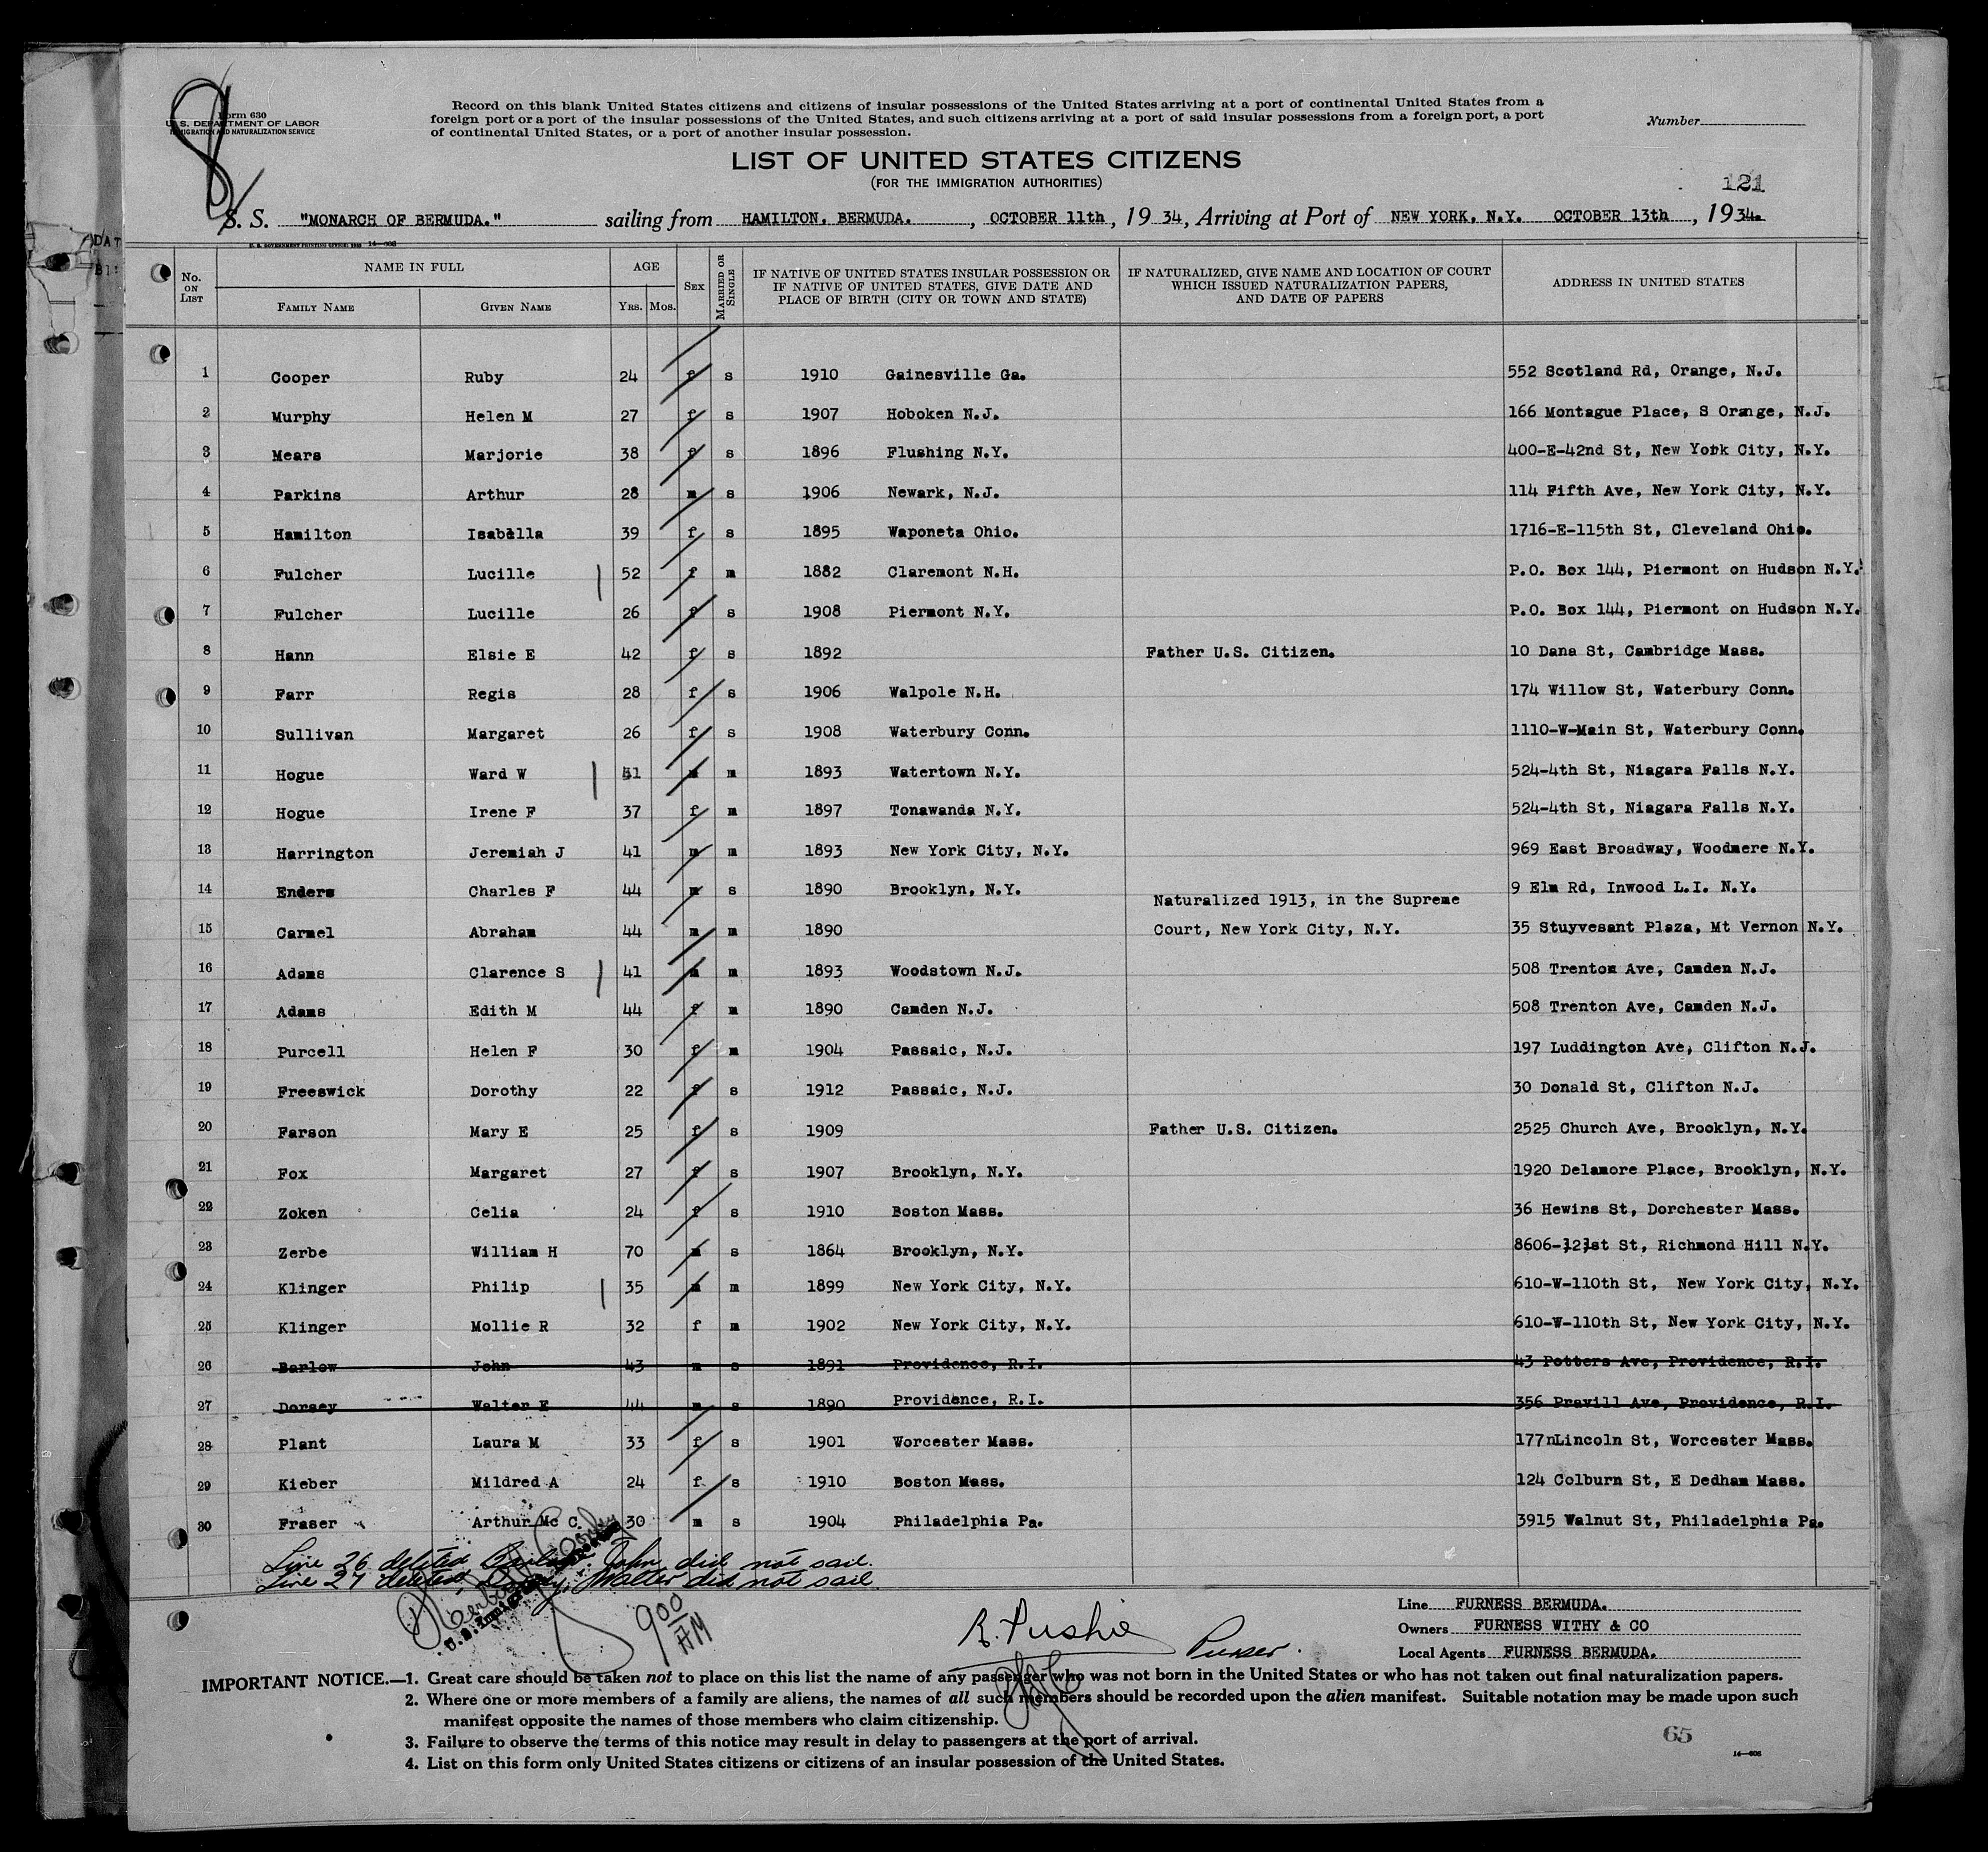 Form 630
U. S. DEPARTMENT OF LABOR
IMMIGRATION AND NATURALIZATION SERVICE
Record on this blank United States citizens and citizens of insular possessions of the United States arriving at a port of continental United States from a
foreign port or a port of the insular possessions of the United States, and such citizens arriving at a port of said insular possessions from a foreign port, a port
of continental United States, or a port of another insular possession.
Number
LIST OF UNITED STATES CITIZENS
(FOR THE IMMIGRATION AUTHORITIES)
121
S. S. "MONARCH OF BERMUDA." sailing from HAMILTON, BERMUDA. , OCTOBER 11th , 19 34, Arriving at Port of NEW YORK, N.Y. OCTOBER 13th , 1934.
U. S. GOVERNMENT PRINTING OFFICE: 1933 14—608
No. ON LIST NAME IN FULL AGE SEX MARRIED OR SINGLE IF NATIVE OF UNITED STATES INSULAR POSSESSION OR IF NATIVE OF UNITED STATES, GIVE DATE AND PLACE OF BIRTH (CITY OR TOWN AND STATE) IF NATURALIZED, GIVE NAME AND LOCATION OF COURT WHICH ISSUED NATURALIZATION PAPERS, AND DATE OF PAPERS ADDRESS IN UNITED STATES
FAMILY NAME GIVEN NAME YRS. MOS.
1 Cooper Ruby 24 f s 1910 Gainesville Ga. 552 Scotland Rd, Orange, N.J.
2 Murphy Helen M 27 f s 1907 Hoboken N.J. 166 Montague Place, S Orange, N.J.
3 Mears Marjorie 38 f s 1896 Flushing N.Y. 400-E-42nd St, New York City, N.Y.
4 Parkins Arthur 28 m s 1906 Newark, N.J. 114 Fifth Ave, New York City, N.Y.
5 Hamilton Isabella 39 f s 1895 Waponeta Ohio. 1716-E-115th St, Cleveland Ohio.
6 Fulcher Lucille 52 f m 1882 Claremont N.H. P.O. Box 144, Piermont on Hudson N.Y.
7 Fulcher Lucille 26 f s 1908 Piermont N.Y. P.O. Box 144, Piermont on Hudson N.Y.
8 Hann Elsie E 42 f s 1892 Father U.S. Citizen. 10 Dana St, Cambridge Mass.
9 Farr Regis 28 f s 1906 Walpole N.H. 174 Willow St, Waterbury Conn.
10 Sullivan Margaret 26 f s 1908 Waterbury Conn. 1110-W-Main St, Waterbury Conn.
11 Hogue Ward W 41 m m 1893 Watertown N.Y. 524-4th St, Niagara Falls N.Y.
12 Hogue Irene F 37 f m 1897 Tonawanda N.Y. 524-4th St, Niagara Falls N.Y.
13 Harrington Jeremiah J 41 m m 1893 New York City, N.Y. 969 East Broadway, Woodmere N.Y.
14 Enders Charles F 44 m s 1890 Brooklyn, N.Y. 9 Elm Rd, Inwood L.I. N.Y.
Naturalized 1913, in the Supreme
15 Carmel Abraham 44 m m 1890 Court, New York City, N.Y. 35 Stuyvesant Plaza, Mt Vernon N.Y.
16 Adams Clarence S 41 m m 1893 Woodstown N.J. 508 Trenton Ave, Camden N.J.
17 Adams Edith M 44 f m 1890 Camden N.J. 508 Trenton Ave, Camden N.J.
18 Purcell Helen F 30 f m 1904 Passaic, N.J. 197 Luddington Ave, Clifton N.J.
19 Freeswick Dorothy 22 f s 1912 Passaic, N.J. 30 Donald St, Clifton N.J.
20 Farson Mary E 25 f s 1909 Father U.S. Citizen. 2525 Church Ave, Brooklyn, N.Y.
21 Fox Margaret 27 f s 1907 Brooklyn, N.Y. 1920 Delamore Place, Brooklyn, N.Y.
22 Zoken Celia 24 f s 1910 Boston Mass. 36 Hewins St, Dorchester Mass.
23 Zerbe William H 70 m s 1864 Brooklyn, N.Y. 8606-121st St, Richmond Hill N.Y.
24 Klinger Philip 35 m m 1899 New York City, N.Y. 610-W-110th St, New York City, N.Y.
25 Klinger Mollie R 32 f m 1902 New York City, N.Y. 610-W-110th St, New York City, N.Y.
26 Barlow John 43 m s 1891 Providence, R.I. 43 Potters Ave, Providence, R.I.
27 Dorsey Walter E 44 m s 1890 Providence, R.I. 356 Pravill Ave, Providence, R.I.
28 Plant Laura M 33 f s 1901 Worcester Mass. 177nLincoln St, Worcester Mass.
29 Kieber Mildred A 24 f s 1910 Boston Mass. 124 Colburn St, E Dedham Mass.
30 Fraser Arthur Mc C 30 m s 1904 Philadelphia Pa. 3915 Walnut St, Philadelphia Pa.
Line 26 deleted Barlow, John did not sail.
Line 27 deleted, Dorsey, Walter did not sail.
900 AM
R. Pushie Purser.
Line FURNESS BERMUDA.
Owners FURNESS WITHY & CO
Local Agents FURNESS BERMUDA.
IMPORTANT NOTICE.—1. Great care should be taken not to place on this list the name of any passenger who was not born in the United States or who has not taken out final naturalization papers.
2. Where one or more members of a family are aliens, the names of all such members should be recorded upon the alien manifest. Suitable notation may be made upon such
manifest opposite the names of those members who claim citizenship.
3. Failure to observe the terms of this notice may result in delay to passengers at the port of arrival.
4. List on this form only United States citizens or citizens of an insular possession of the United States.
65
14—608